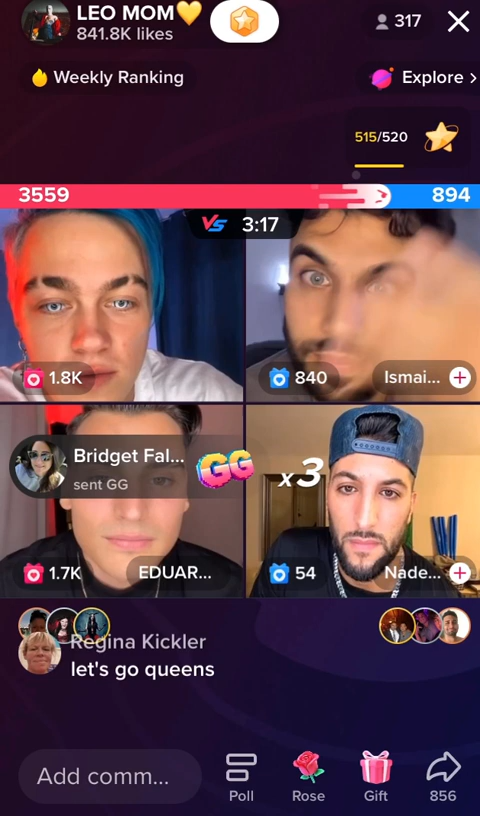 LEO MOM💛
841.8K likes
317
Weekly Ranking
Explore >
515/520
3559
894
VS 3:17
1.8K
840
Ismai...
Bridget Fal...
sent GG
GG
x3
1.7K
EDUAR...
54
Nade...
Regina Kickler
let's go queens
Add comm...
Poll
Rose
Gift
856